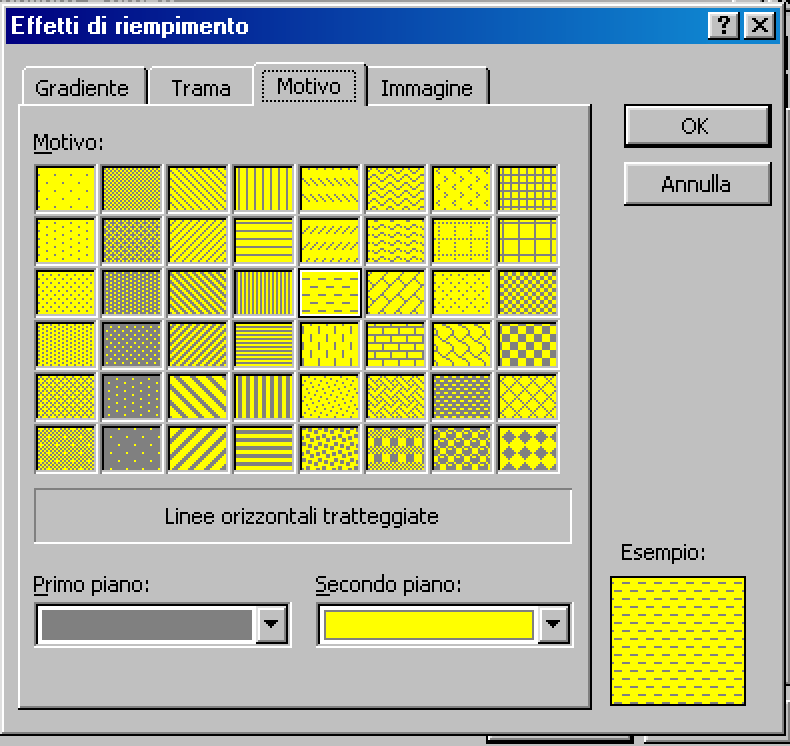 Effetti di riempimento
Gradiente
Trama
Motivo
Immagine
OK
Motivo:
Annulla
Linee orizzontali tratteggiate
Esempio:
Primo piano:
Secondo piano: